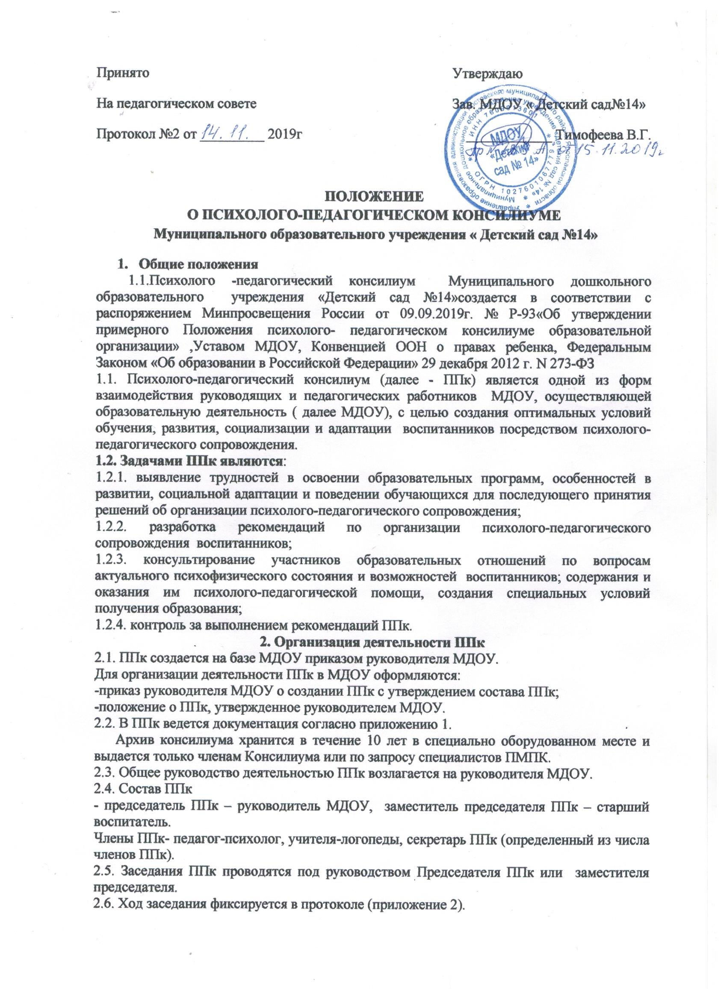 Принято
Утверждаю
На педагогическом совете
Зав. МДОУ « Детский сад№14»
Протокол №2 от 14.11. 2019г
Тимофеева В.Г.
от 15.11.2019г
МДОУ
«Детский
сад № 14»
ПОЛОЖЕНИЕ
О ПСИХОЛОГО-ПЕДАГОГИЧЕСКОМ КОНСИЛИУМЕ
Муниципального образовательного учреждения « Детский сад №14»
1. Общие положения
1.1.Психолого -педагогический консилиум Муниципального дошкольного
образовательного учреждения «Детский сад №14»создается в соответствии с
распоряжением Минпросвещения России от 09.09.2019г. № Р-93«Об утверждении
примерного Положения психолого- педагогическом консилиуме образовательной
организации» ,Уставом МДОУ, Конвенцией ООН о правах ребенка, Федеральным
Законом «Об образовании в Российской Федерации» 29 декабря 2012 г. N 273-ФЗ
1.1. Психолого-педагогический консилиум (далее - ППк) является одной из форм
взаимодействия руководящих и педагогических работников МДОУ, осуществляющей
образовательную деятельность ( далее МДОУ), с целью создания оптимальных условий
обучения, развития, социализации и адаптации воспитанников посредством психолого-
педагогического сопровождения.
1.2. Задачами ППк являются:
1.2.1. выявление трудностей в освоении образовательных программ, особенностей в
развитии, социальной адаптации и поведении обучающихся для последующего принятия
решений об организации психолого-педагогического сопровождения;
1.2.2. разработка рекомендаций по организации психолого-педагогического
сопровождения воспитанников;
1.2.3. консультирование участников образовательных отношений по вопросам
актуального психофизического состояния и возможностей воспитанников; содержания и
оказания им психолого-педагогической помощи, создания специальных условий
получения образования;
1.2.4. контроль за выполнением рекомендаций ППк.
2. Организация деятельности ППк
2.1. ППк создается на базе МДОУ приказом руководителя МДОУ.
Для организации деятельности ППк в МДОУ оформляются:
-приказ руководителя МДОУ о создании ППк с утверждением состава ППк;
-положение о ППк, утвержденное руководителем МДОУ.
2.2. В ППк ведется документация согласно приложению 1.
Архив консилиума хранится в течение 10 лет в специально оборудованном месте и
выдается только членам Консилиума или по запросу специалистов ПМПК.
2.3. Общее руководство деятельностью ППк возлагается на руководителя МДОУ.
2.4. Состав ППк
- председатель ППк – руководитель МДОУ, заместитель председателя ППк – старший
воспитатель.
Члены ППк- педагог-психолог, учителя-логопеды, секретарь ППк (определенный из числа
членов ППк).
2.5. Заседания ППк проводятся под руководством Председателя ППк или заместителя
председателя.
2.6. Ход заседания фиксируется в протоколе (приложение 2).